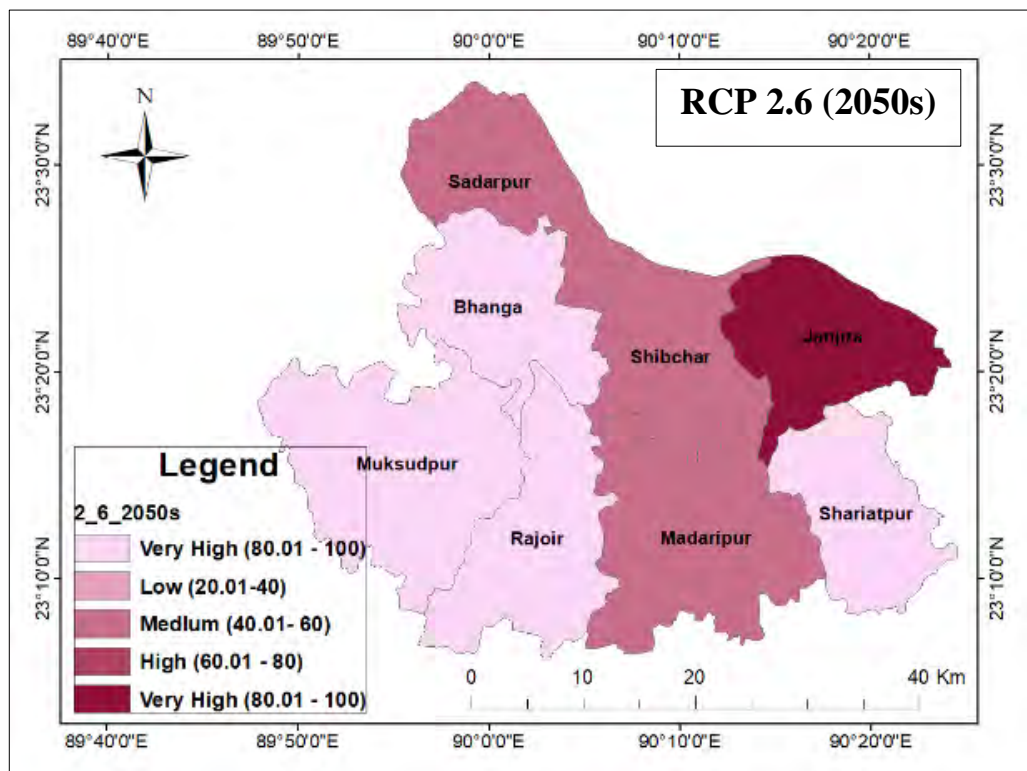 89°40'0"E 89°50'0"E 90°0'0"E 90°10'0"E 90°20'0"E
N
RCP 2.6 (2050s)
23°30'0"N
23°30'0"N
Sadarpur
Bhanga
Shibchar
Janjira
23°20'0"N
23°20'0"N
Muksudpur
Rajoir
Madaripur
Shariatpur
23°10'0"N
23°10'0"N
Legend
2_6_2050s
Very High (80.01 - 100)
Low (20.01-40)
Medium (40.01- 60)
High (60.01 - 80)
Very High (80.01 - 100)
0 10 20 40 Km
89°40'0"E 89°50'0"E 90°0'0"E 90°10'0"E 90°20'0"E